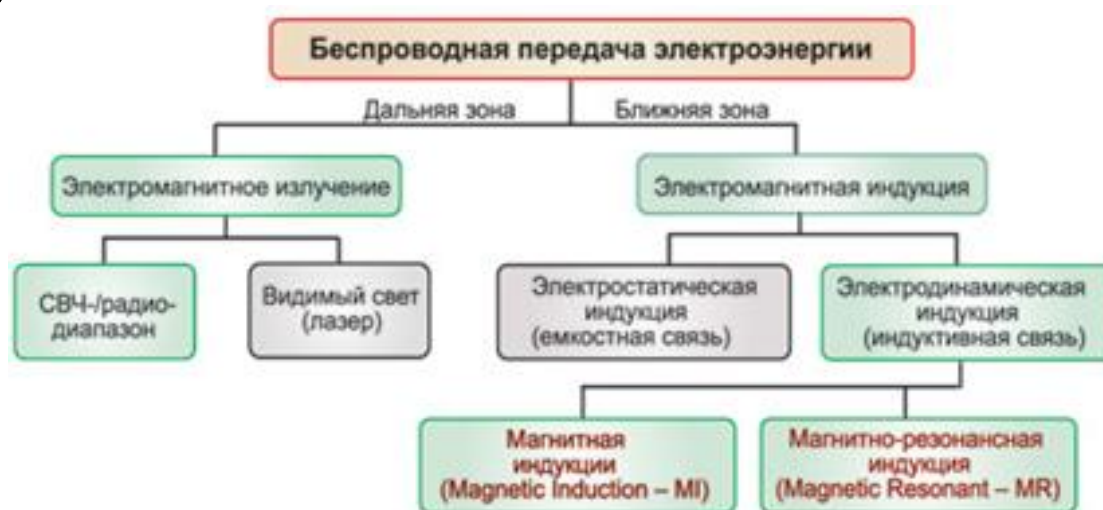 Беспроводная передача электроэнергии
Дальняя зона
Ближняя зона
Электромагнитное излучение
Электромагнитная индукция
СВЧ-/радио-
диапазон
Видимый свет
(лазер)
Электростатическая
индукция
(емкостная связь)
Электродинамическая
индукция
(индуктивная связь)
Магнитная
индукции
(Magnetic Induction – MI)
Магнитно-резонансная
индукция
(Magnetic Resonant – MR)